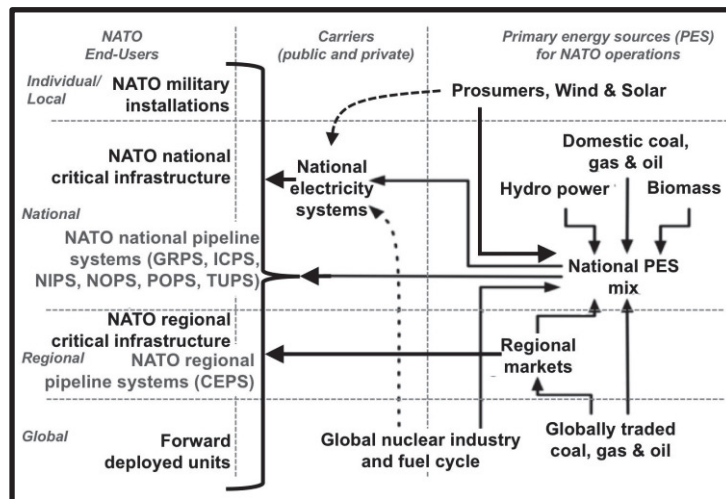 NATO
End-Users
Carriers
(public and private)
Primary energy sources (PES)
for NATO operations
Individual/
Local
NATO military
installations
Prosumers, Wind & Solar
NATO national
critical infrastructure
National
electricity
systems
Domestic coal,
gas & oil
Hydro power
Biomass
National
NATO national pipeline
systems (GRPS, ICPS,
NIPS, NOPS, POPS, TUPS)
National PES
mix
NATO regional
critical infrastructure
Regional
NATO regional
pipeline systems (CEPS)
Regional
markets
Global
Forward
deployed units
Global nuclear industry
and fuel cycle
Globally traded
coal, gas & oil